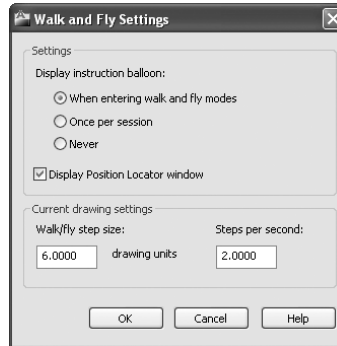 Walk and Fly Settings
Settings
Display instruction balloon:
When entering walk and fly modes
Once per session
Never
Display Position Locator window
Current drawing settings
Walk/fly step size:
Steps per second:
6.0000
drawing units
2.0000
OK
Cancel
Help